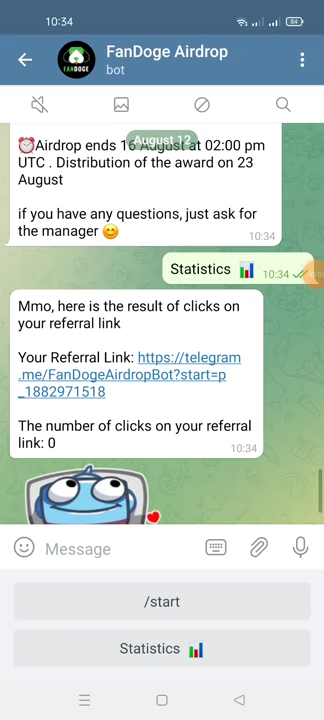 10:34
84
FanDoge Airdrop
bot
FANDOGE
August 12
⏰Airdrop ends 16 August at 02:00 pm
UTC . Distribution of the award on 23
August
if you have any questions, just ask for
the manager 😊
10:34
Statistics 📊 10:34
Mmo, here is the result of clicks on
your referral link
Your Referral Link: https://telegram
.me/FanDogeAirdropBot?start=p
_1882971518
The number of clicks on your referral
link: 0
10:34
Message
/start
Statistics 📊